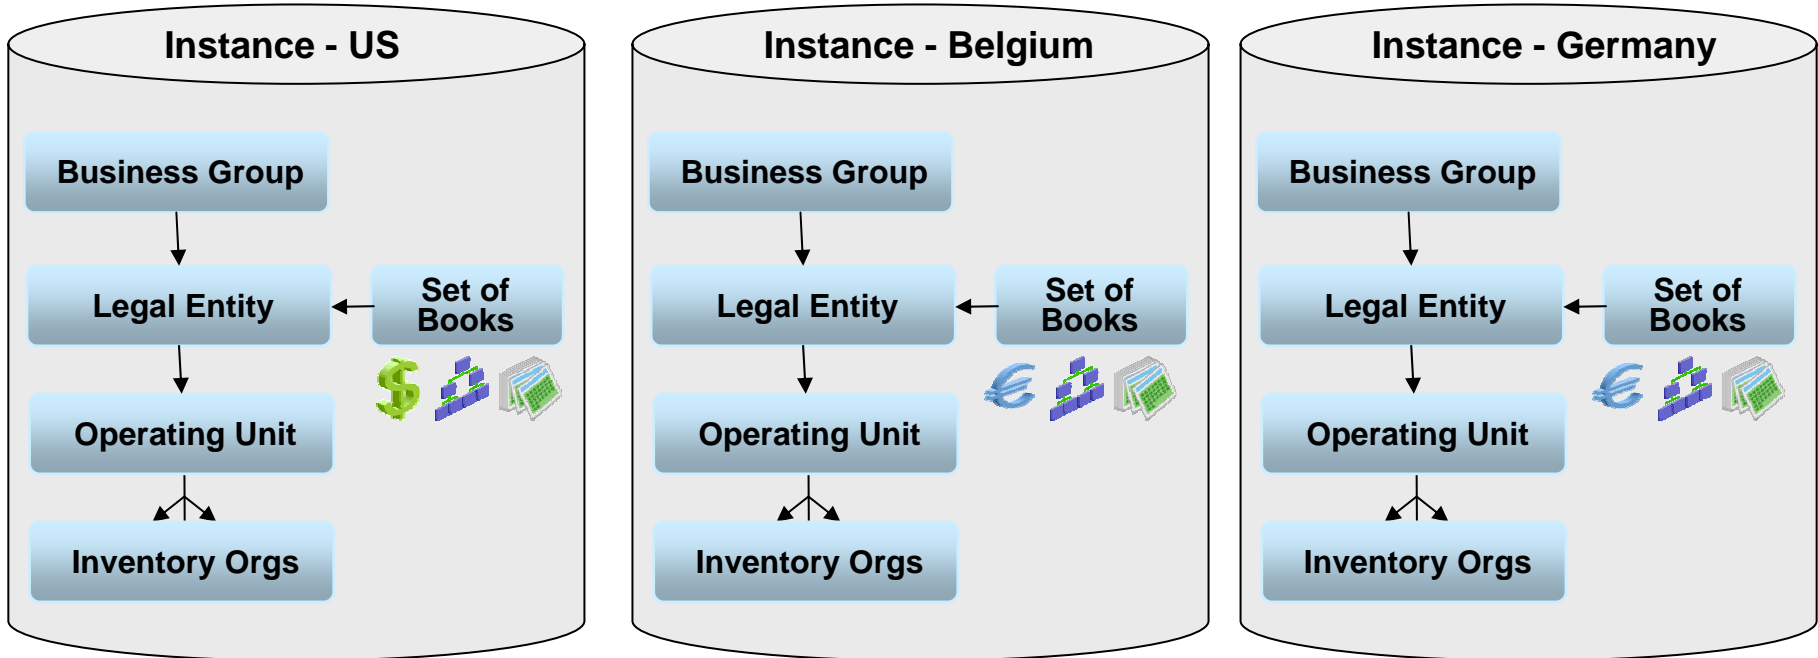 Instance - US
Business Group
Legal Entity
Set of
Books
Operating Unit
Inventory Orgs
Instance - Belgium
Business Group
Legal Entity
Set of
Books
Operating Unit
Inventory Orgs
Instance - Germany
Business Group
Legal Entity
Set of
Books
Operating Unit
Inventory Orgs